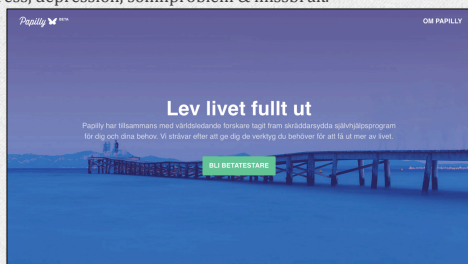 ress, depression, sömnproblem & missbruk.
Papilly BETA
OM PAPILLY
Lev livet fullt ut
Papilly har tillsammans med världsledande forskare tagit fram skräddarsydda självhjälpsprogram
för dig och dina behov. Vi strävar efter att ge dig de verktyg du behöver för att få ut mer av livet.
BLI BETATESTARE